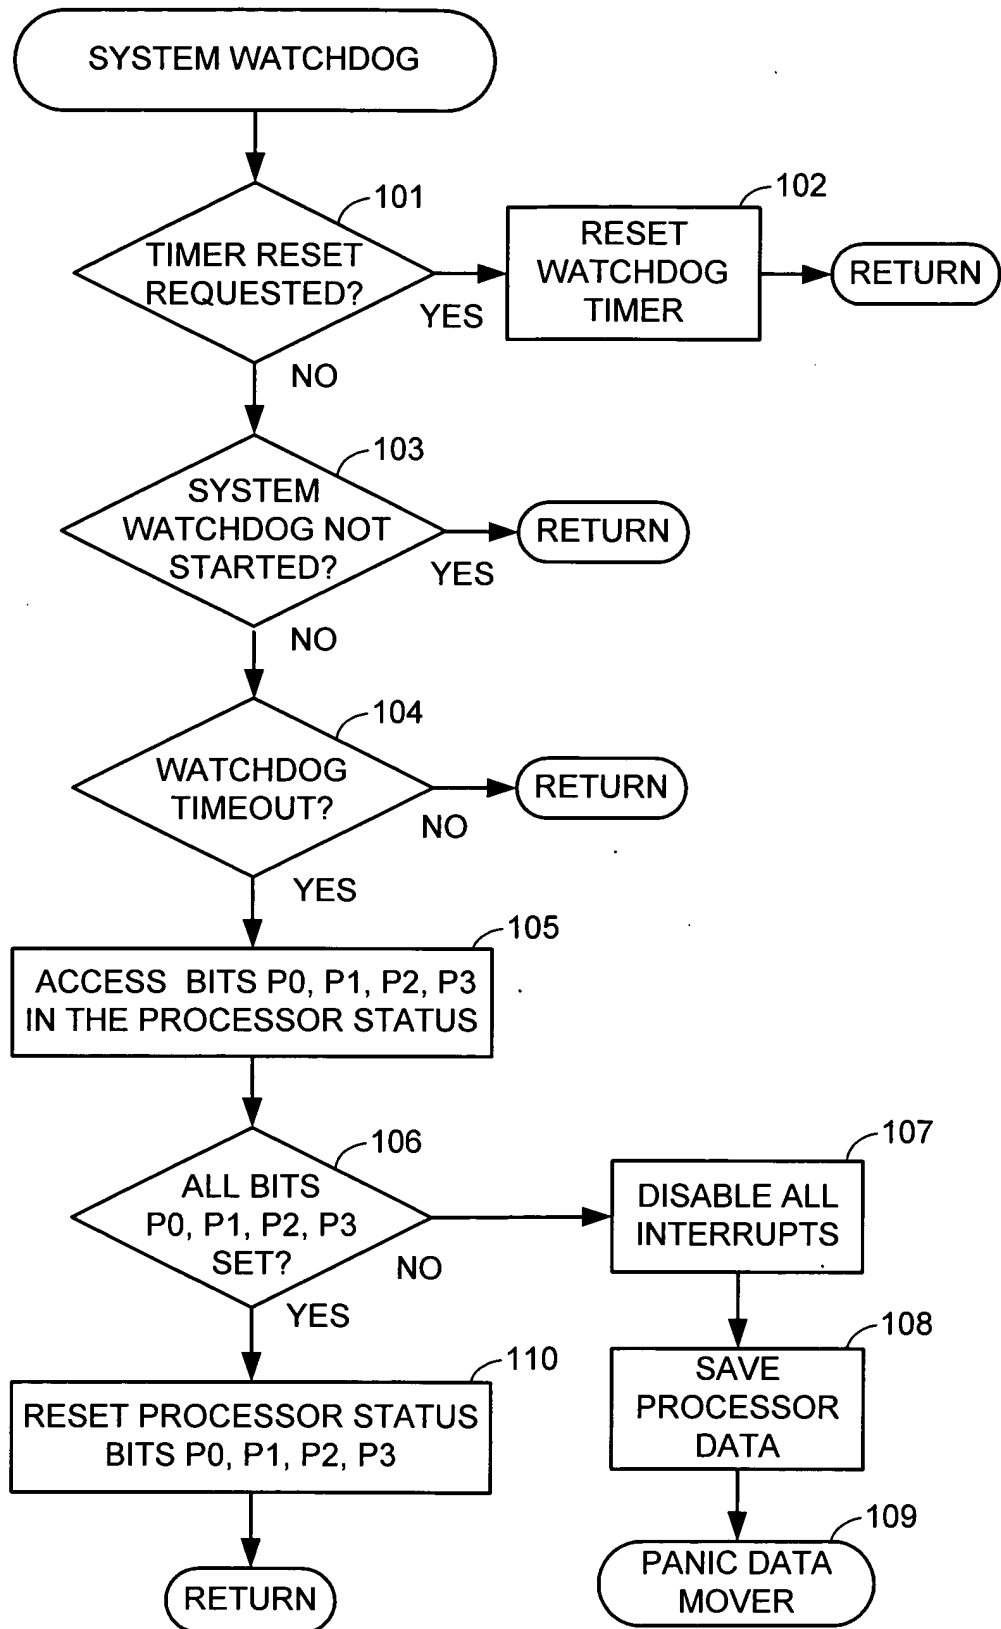 SYSTEM WATCHDOG
101
TIMER RESET
REQUESTED?
YES
NO
102
RESET
WATCHDOG
TIMER
RETURN
103
SYSTEM
WATCHDOG NOT
STARTED?
YES
NO
RETURN
104
WATCHDOG
TIMEOUT?
NO
YES
RETURN
105
ACCESS BITS P0, P1, P2, P3
IN THE PROCESSOR STATUS
106
ALL BITS
P0, P1, P2, P3
SET?
NO
YES
107
DISABLE ALL
INTERRUPTS
108
SAVE
PROCESSOR
DATA
109
PANIC DATA
MOVER
110
RESET PROCESSOR STATUS
BITS P0, P1, P2, P3
RETURN